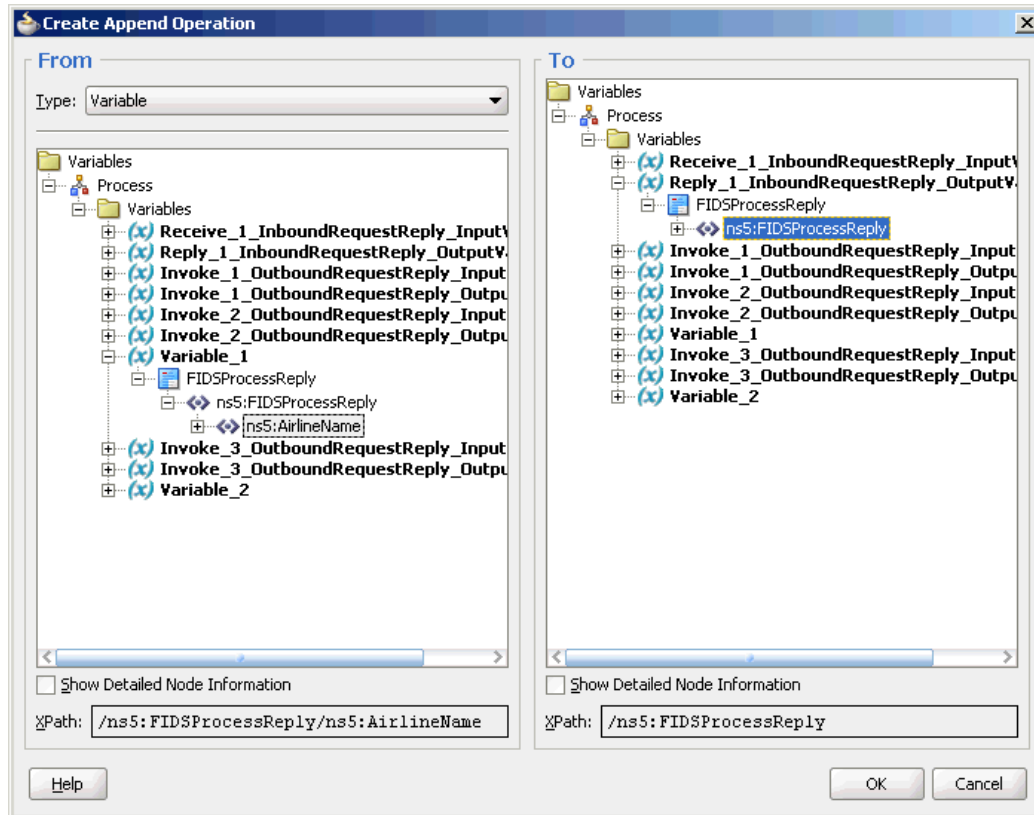 Create Append Operation
From
Type: Variable
Variables
Process
Variables
Receive_1_InboundRequestReply_InputV
Reply_1_InboundRequestReply_OutputV
Invoke_1_OutboundRequestReply_Input
Invoke_1_OutboundRequestReply_Outpu
Invoke_2_OutboundRequestReply_Input
Invoke_2_OutboundRequestReply_Outpu
Variable_1
FIDSProcessReply
ns5:FIDSProcessReply
ns5:AirlineName
Invoke_3_OutboundRequestReply_Input
Invoke_3_OutboundRequestReply_Outpu
Variable_2
Show Detailed Node Information
XPath: /ns5:FIDSProcessReply/ns5:AirlineName
To
Variables
Process
Variables
Receive_1_InboundRequestReply_InputV
Reply_1_InboundRequestReply_OutputV
FIDSProcessReply
ns5:FIDSProcessReply
Invoke_1_OutboundRequestReply_Input
Invoke_1_OutboundRequestReply_Outpu
Invoke_2_OutboundRequestReply_Input
Invoke_2_OutboundRequestReply_Outpu
Variable_1
Invoke_3_OutboundRequestReply_Input
Invoke_3_OutboundRequestReply_Outpu
Variable_2
Show Detailed Node Information
XPath: /ns5:FIDSProcessReply
Help
OK
Cancel